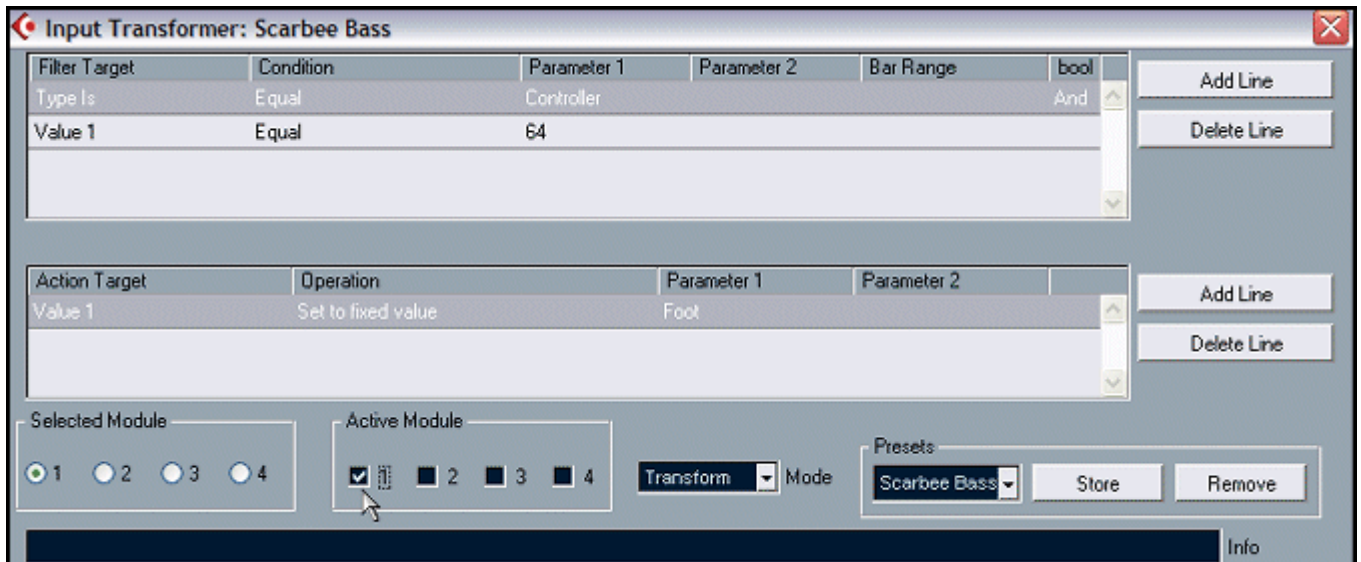 Input Transformer: Scarbee Bass
Filter Target Condition Parameter 1 Parameter 2 Bar Range bool
Type Is Equal Controller And
Value 1 Equal 64
Add Line
Delete Line
Action Target Operation Parameter 1 Parameter 2
Value 1 Set to fixed value Foot
Add Line
Delete Line
Selected Module
1 2 3 4
Active Module
1 2 3 4
Transform Mode
Presets
Scarbee Bass Store Remove
Info